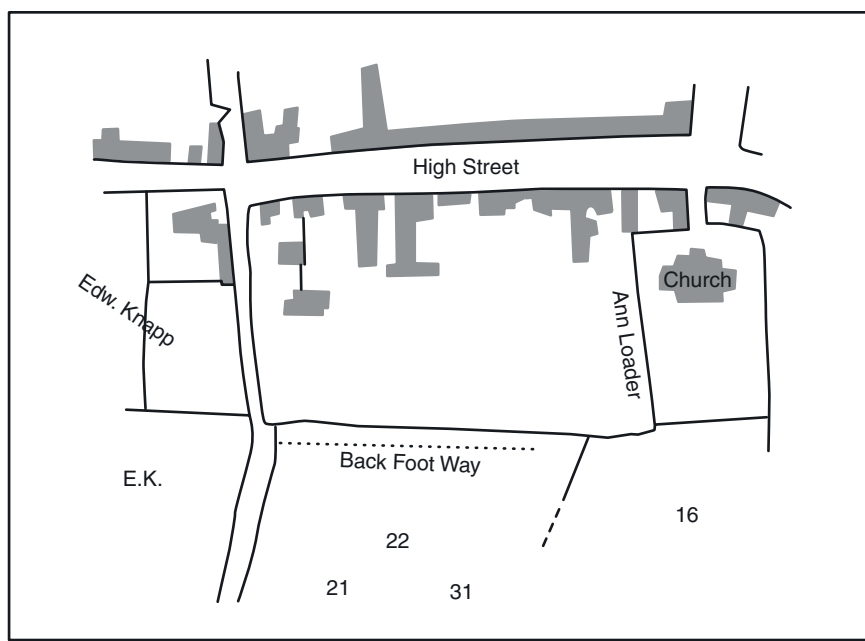 High Street
Edw. Knapp
Church
Ann Loader
Back Foot Way
E.K.
16
22
21
31